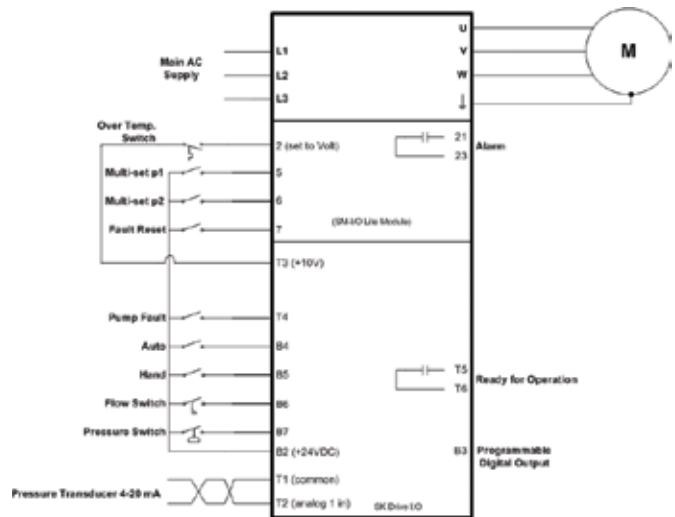 U
V
M
W
Main AC
Supply
L1
L2
L3
Over Temp.
Switch
2 (set to Volt)
21
23
Alarm
Multi-set p1
5
Multi-set p2
6
Fault Reset
7
(SM-I/O Lite Module)
T3 (+10V)
Pump Fault
T4
Auto
B4
Hand
B5
T5
T6
Ready for Operation
Flow Switch
B6
Pressure Switch
B7
B2 (+24VDC)
B3
Programmable
Digital Output
Pressure Transducer 4-20 mA
T1 (common)
T2 (analog 1 in)
SK Drive I/O